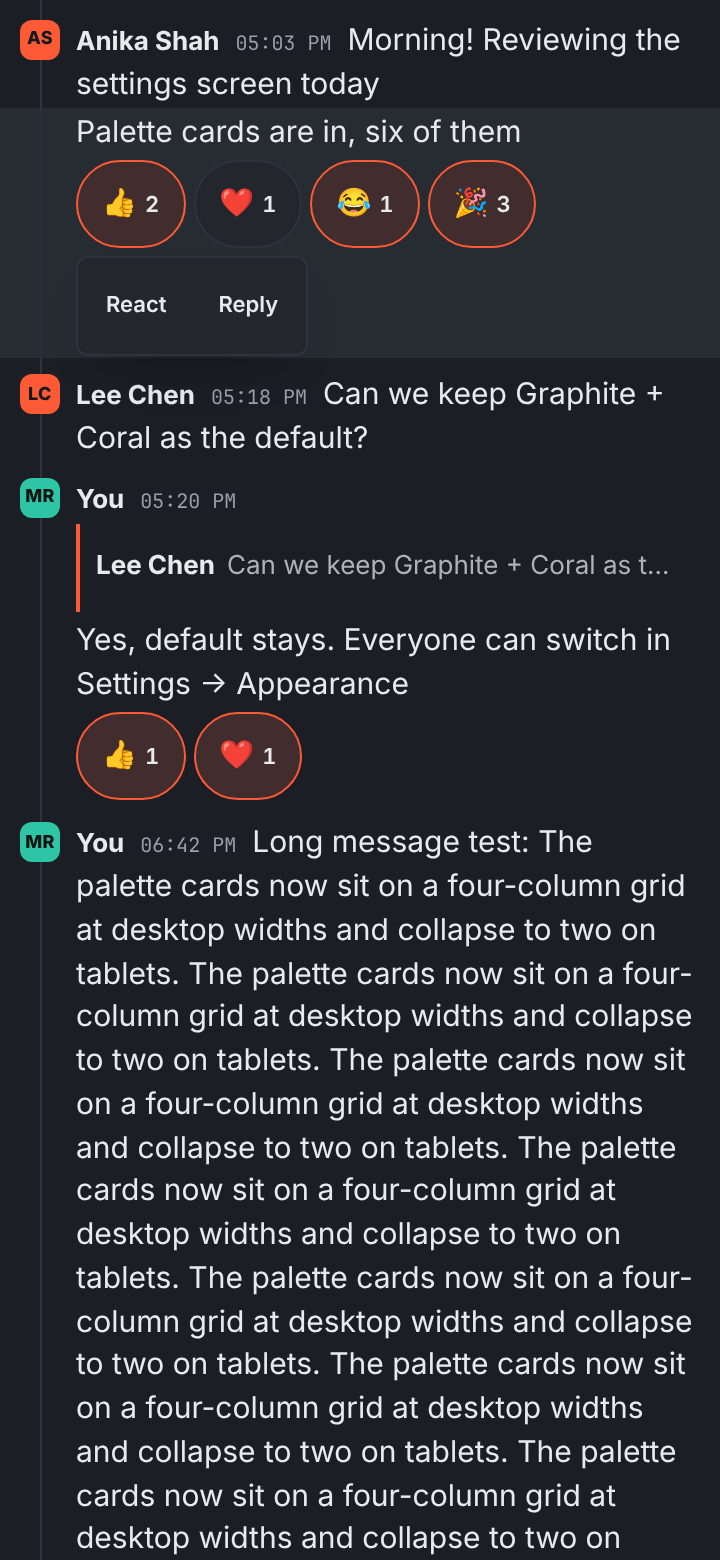 AS Anika Shah 05:03 PM Morning! Reviewing the
settings screen today
Palette cards are in, six of them
👍 2 ❤️ 1 😂 1 🎉 3
React Reply
LC Lee Chen 05:18 PM Can we keep Graphite +
Coral as the default?
MR You 05:20 PM
Lee Chen Can we keep Graphite + Coral as t...
Yes, default stays. Everyone can switch in
Settings → Appearance
👍 1 ❤️ 1
MR You 06:42 PM Long message test: The
palette cards now sit on a four-column grid
at desktop widths and collapse to two on
tablets. The palette cards now sit on a four-
column grid at desktop widths and collapse
to two on tablets. The palette cards now sit
on a four-column grid at desktop widths
and collapse to two on tablets. The palette
cards now sit on a four-column grid at
desktop widths and collapse to two on
tablets. The palette cards now sit on a four-
column grid at desktop widths and collapse
to two on tablets. The palette cards now sit
on a four-column grid at desktop widths
and collapse to two on tablets. The palette
cards now sit on a four-column grid at
desktop widths and collapse to two on